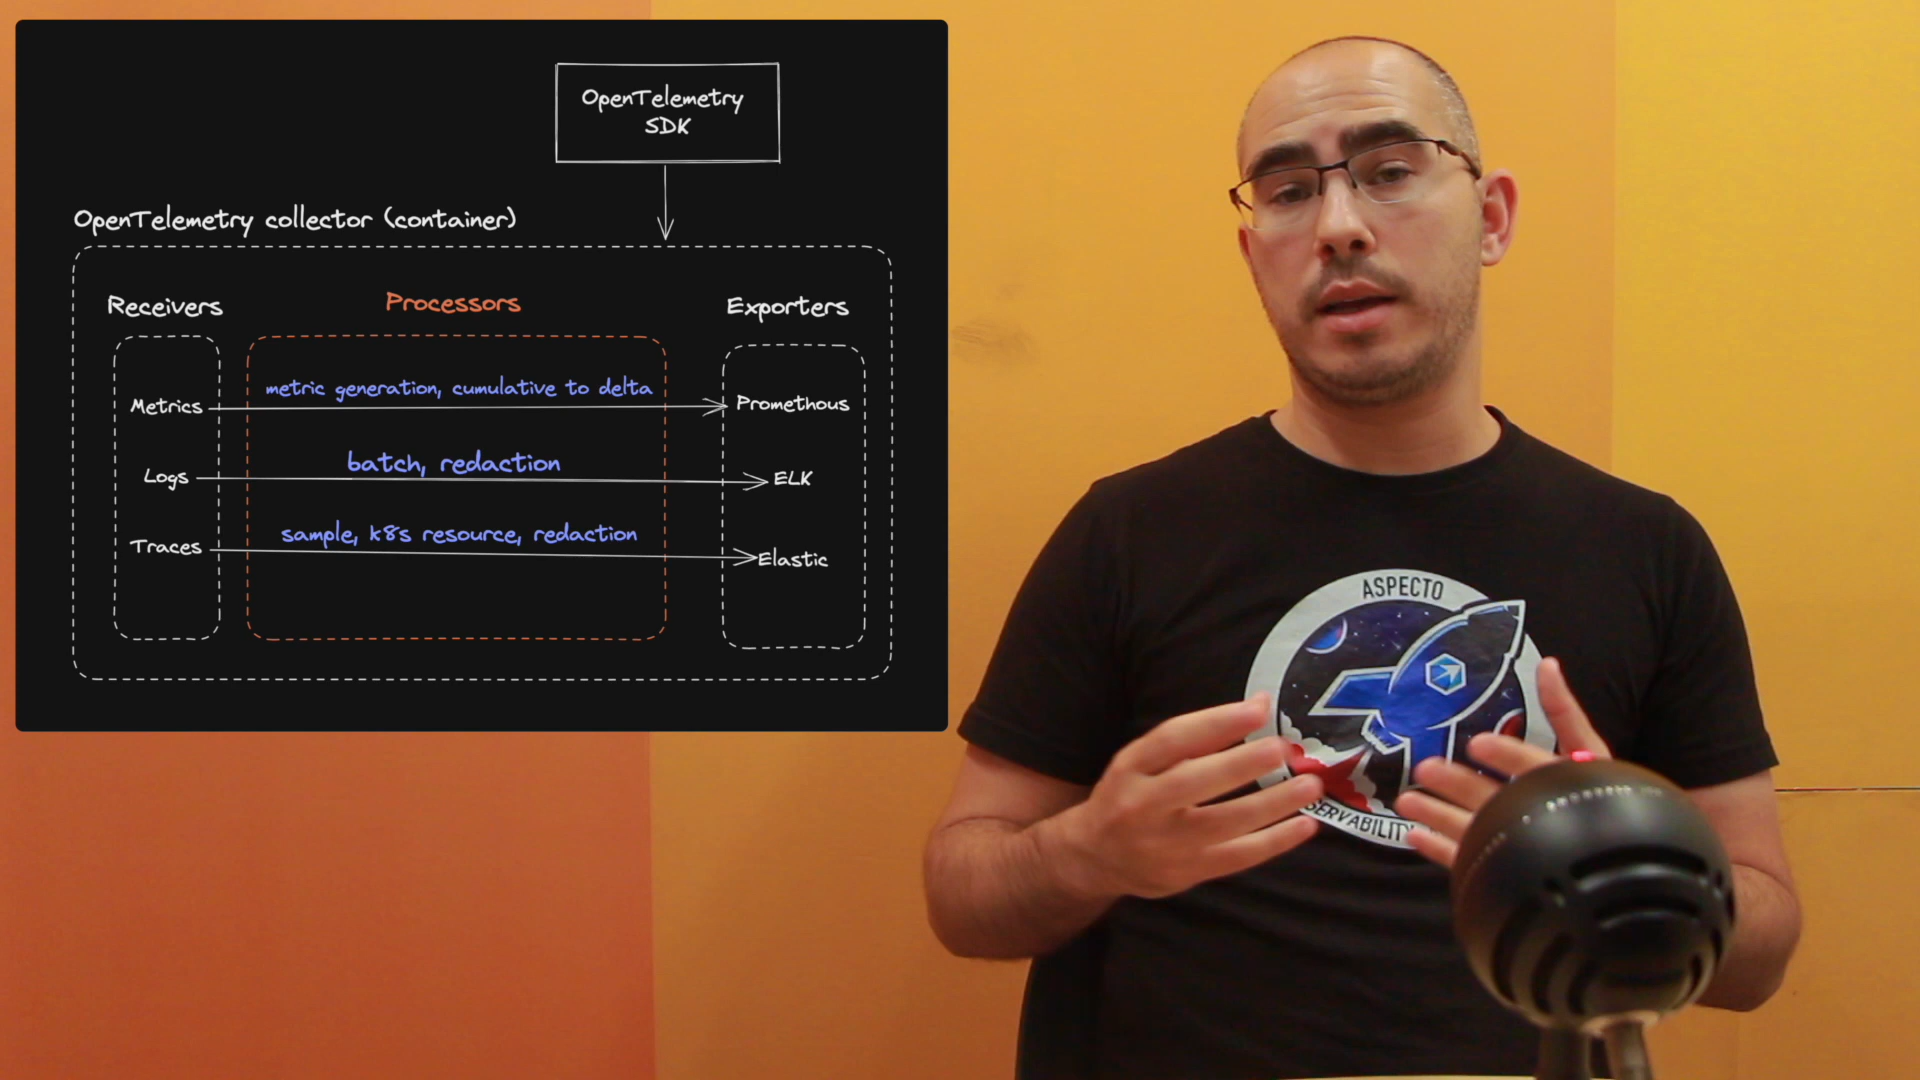 OpenTelemetry
SDK
OpenTelemetry collector (container)
Receivers
Processors
Exporters
metric generation, cumulative to delta
Metrics
Promethous
batch, redaction
Logs
ELK
sample, k8s resource, redaction
Traces
Elastic
ASPECTO